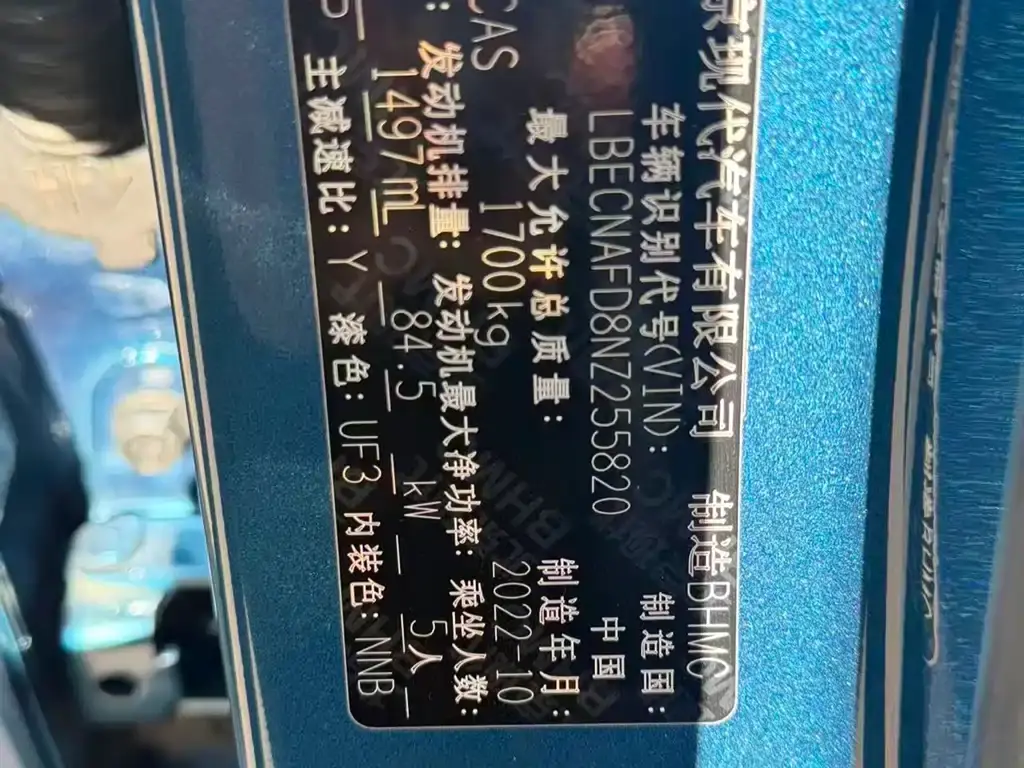 京现代汽车有限公司 制造BHMC
车辆识别代号(VIN): 制造国:
LBECNAFD8NZ255820 中国
最大允许总质量: 制造年月:
CAS 1700kg 2022-10
发动机排量: 发动机最大净功率: 乘坐人数:
1497mL 84.5 kW 5人
主减速比: Y 漆色: UF3 内装色: NNB